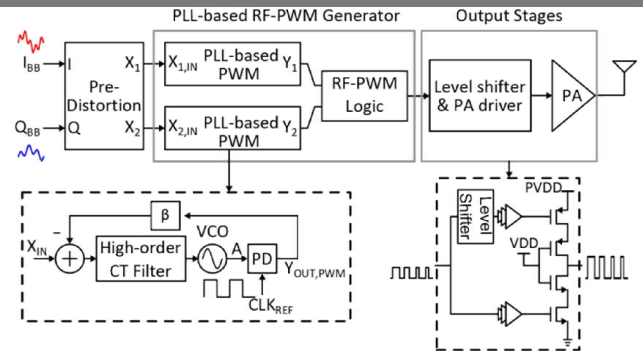 PLL-based RF-PWM Generator
Output Stages
I_BB
I
X_1
Pre-
Distortion
Q_BB
Q
X_2
X_1,IN PLL-based Y_1
PWM
X_2,IN PLL-based Y_2
PWM
RF-PWM
Logic
Level shifter
& PA driver
PA
β
X_IN
−
+
High-order
CT Filter
VCO
A
PD
Y_OUT,PWM
CLK_REF
Level
Shifter
PVDD
VDD